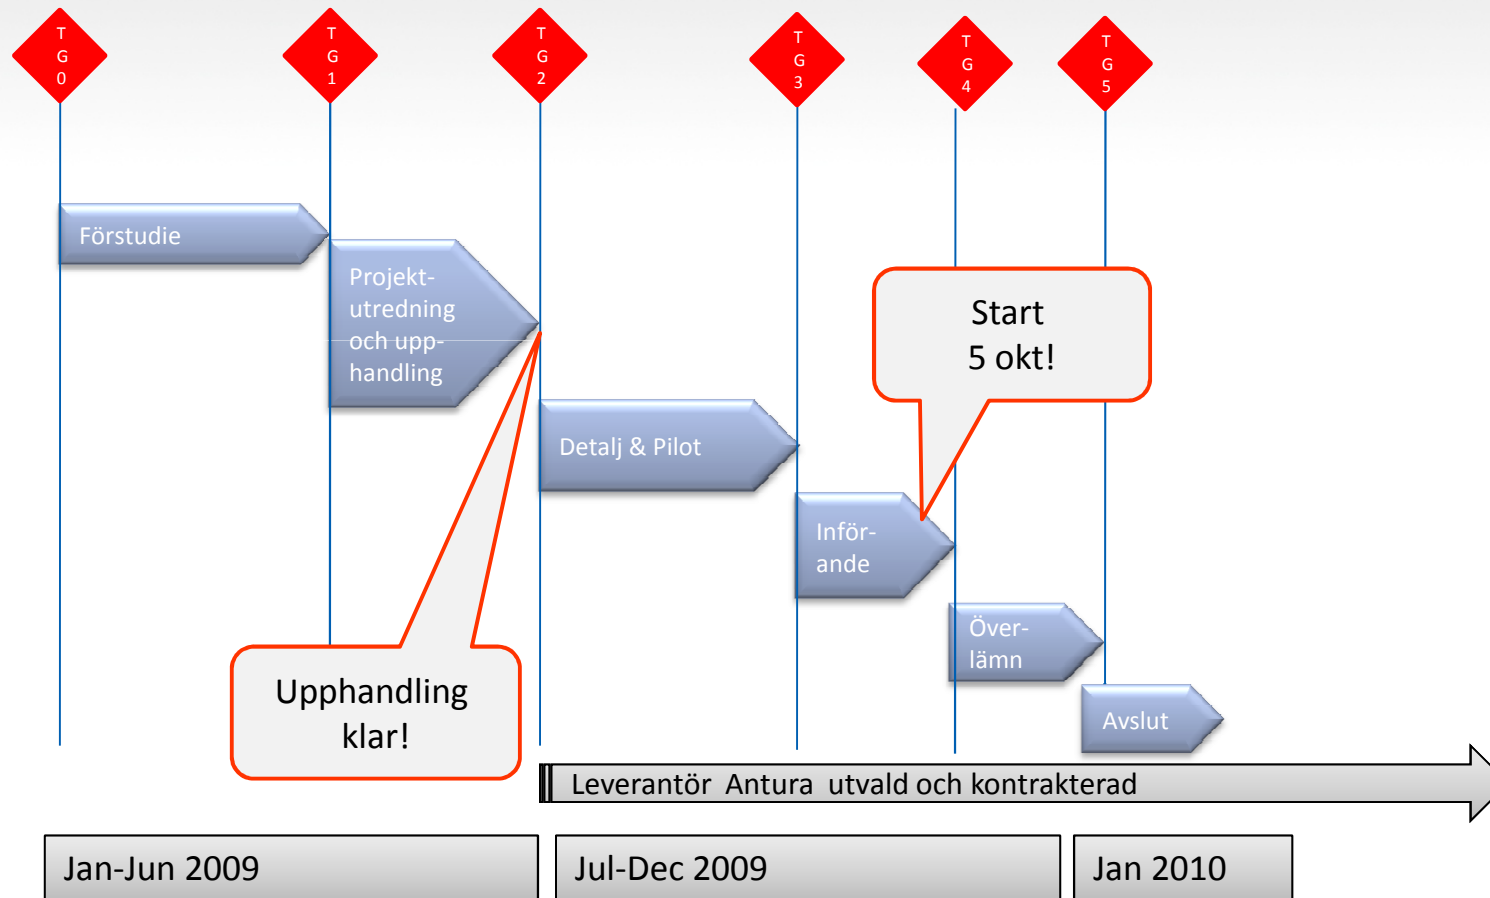 T
G
0
T
G
1
T
G
2
T
G
3
T
G
4
T
G
5
Förstudie
Projekt-
utredning
och upp-
handling
Start
5 okt!
Detalj & Pilot
Inför-
ande
Över-
lämn
Upphandling
klar!
Avslut
Leverantör Antura utvald och kontrakterad
Jan-Jun 2009
Jul-Dec 2009
Jan 2010